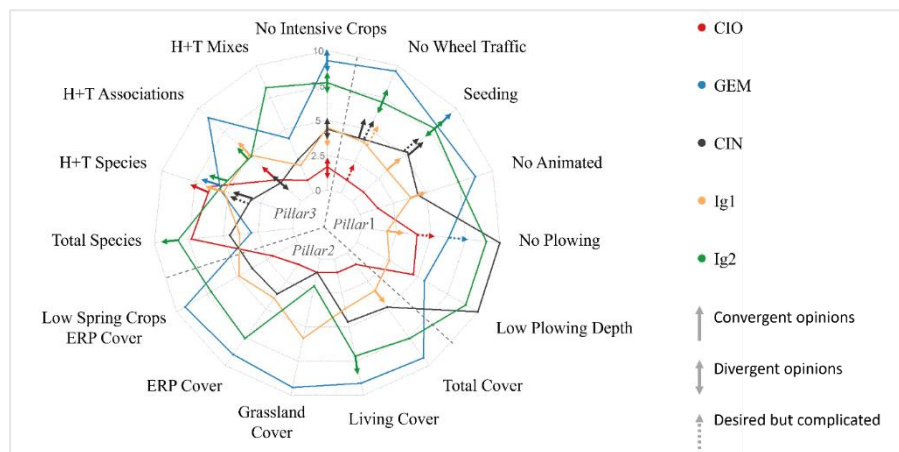 No Intensive Crops
H+T Mixes
No Wheel Traffic
H+T Associations
Seeding
H+T Species
No Animated
Total Species
No Plowing
Low Spring Crops
ERP Cover
Low Plowing Depth
ERP Cover
Total Cover
Grassland
Cover
Living Cover
10
5
2.5
0
Pillar3
Pillar1
Pillar2
CIO
GEM
CIN
Ig1
Ig2
Convergent opinions
Divergent opinions
Desired but complicated